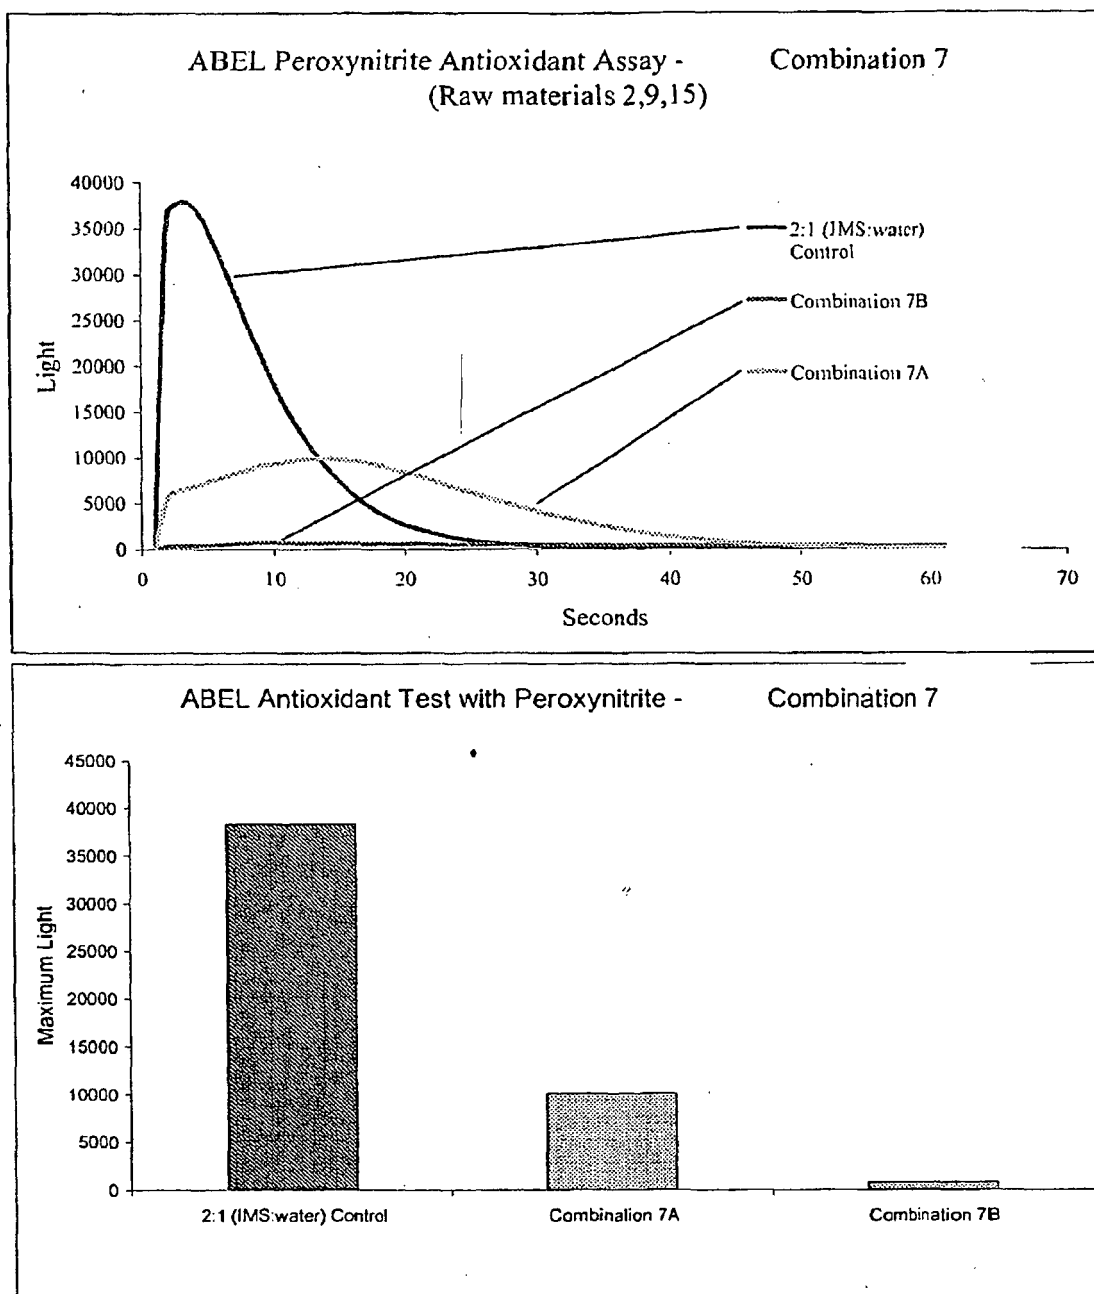 ABEL Peroxynitrite Antioxidant Assay - Combination 7
(Raw materials 2,9,15)
40000
35000
30000
25000
20000
15000
10000
5000
0
Light
2:1 (IMS:water)
Control
Combination 7B
Combination 7A
0 10 20 30 40 50 60 70
Seconds
ABEL Antioxidant Test with Peroxynitrite - Combination 7
45000
40000
35000
30000
25000
20000
15000
10000
5000
0
Maximum Light
2:1 (IMS:water) Control Combination 7A Combination 7B